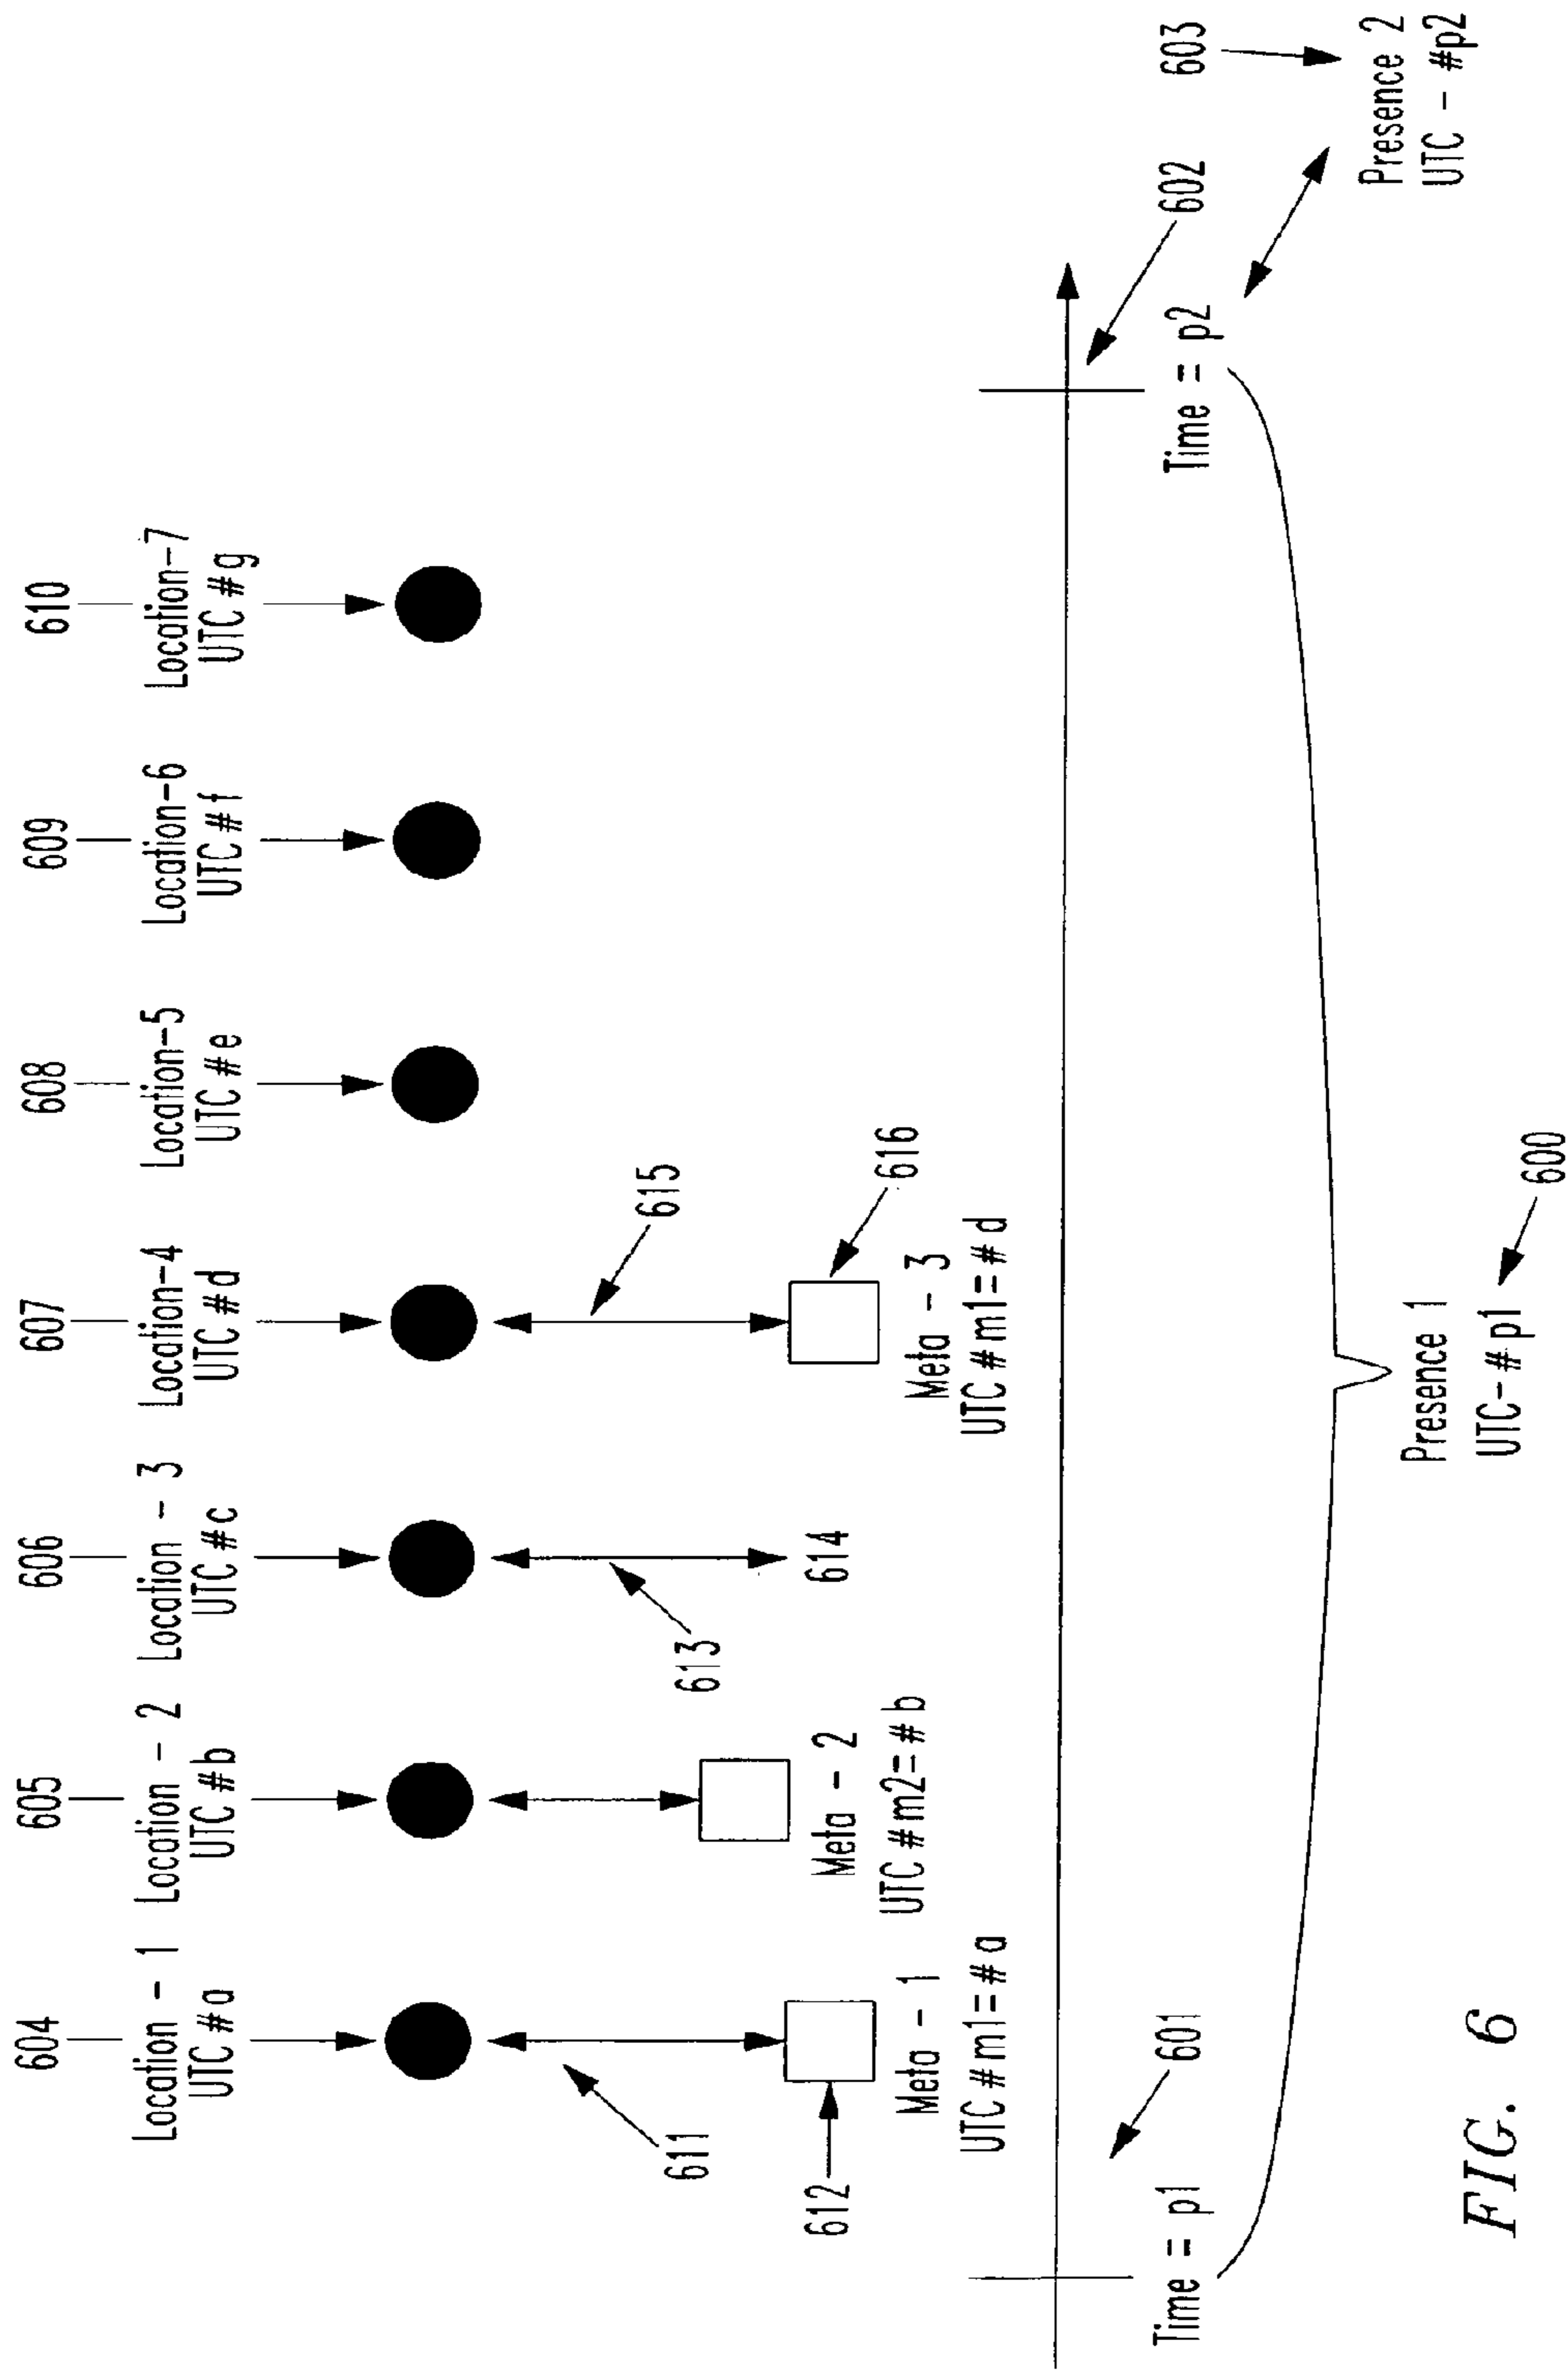 604
605
606
607
608
609
610
Location - 1
UTC # a
Location - 2
UTC # b
Location - 3
UTC # c
Location-4
UTC # d
Location-5
UTC # e
Location-6
UTC # f
Location-7
UTC # g
611
613
615
612
614
616
Meta - 1
UTC # m1=# a
Meta - 2
UTC # m2=# b
Meta - 3
UTC # m1=# d
601
602
603
Time = p1
Time = p2
Presence 2
UTC - #p2
Presence 1
UTC-# p1
600
FIG. 6